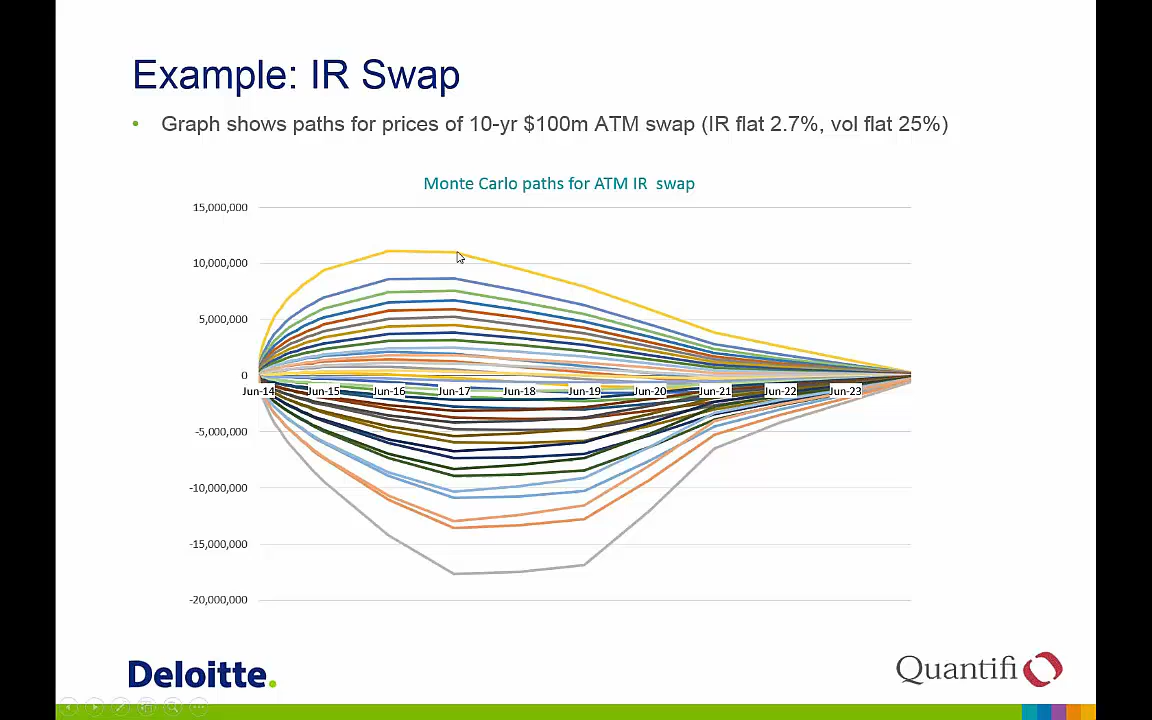 Example: IR Swap
• Graph shows paths for prices of 10-yr $100m ATM swap (IR flat 2.7%, vol flat 25%)
Monte Carlo paths for ATM IR swap
15,000,000
10,000,000
5,000,000
0
Jun-14 Jun-15 Jun-16 Jun-17 Jun-18 Jun-19 Jun-20 Jun-21 Jun-22 Jun-23
-5,000,000
-10,000,000
-15,000,000
-20,000,000
Deloitte.
Quantifi